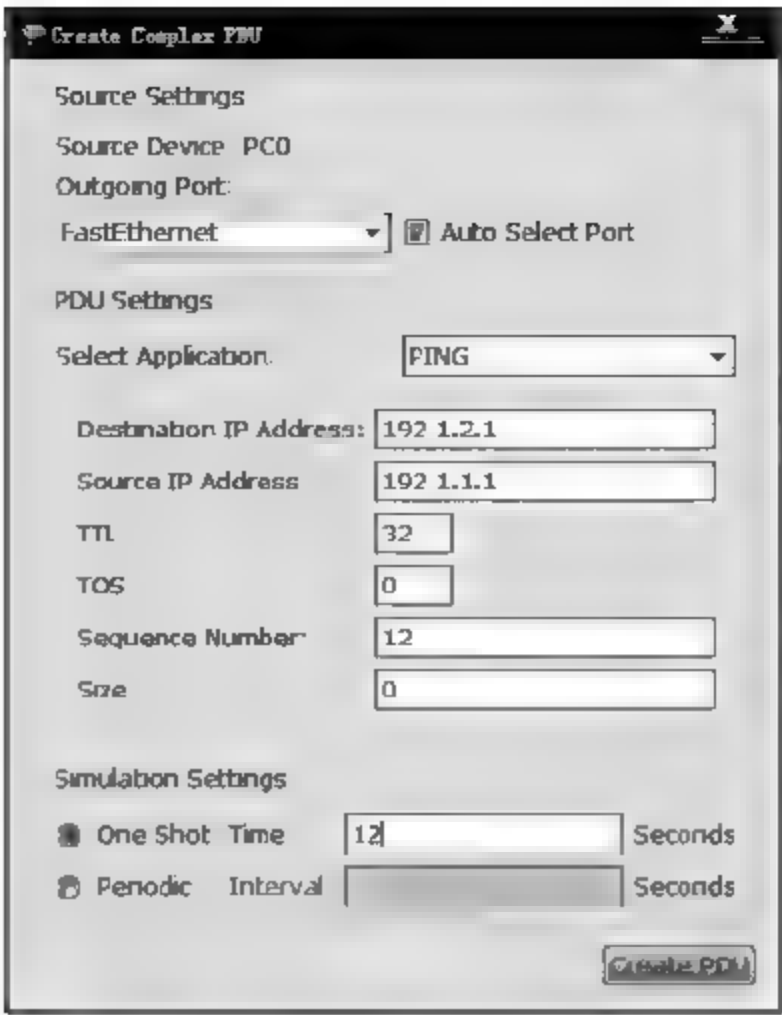 Create Complex PDU X
Source Settings
Source Device PC0
Outgoing Port:
FastEthernet Auto Select Port
PDU Settings
Select Application: PING
Destination IP Address: 192 1.2.1
Source IP Address 192 1.1.1
TTL 32
TOS 0
Sequence Number: 12
Size 0
Simulation Settings
One Shot Time 12 Seconds
Periodic Interval Seconds
Create PDU